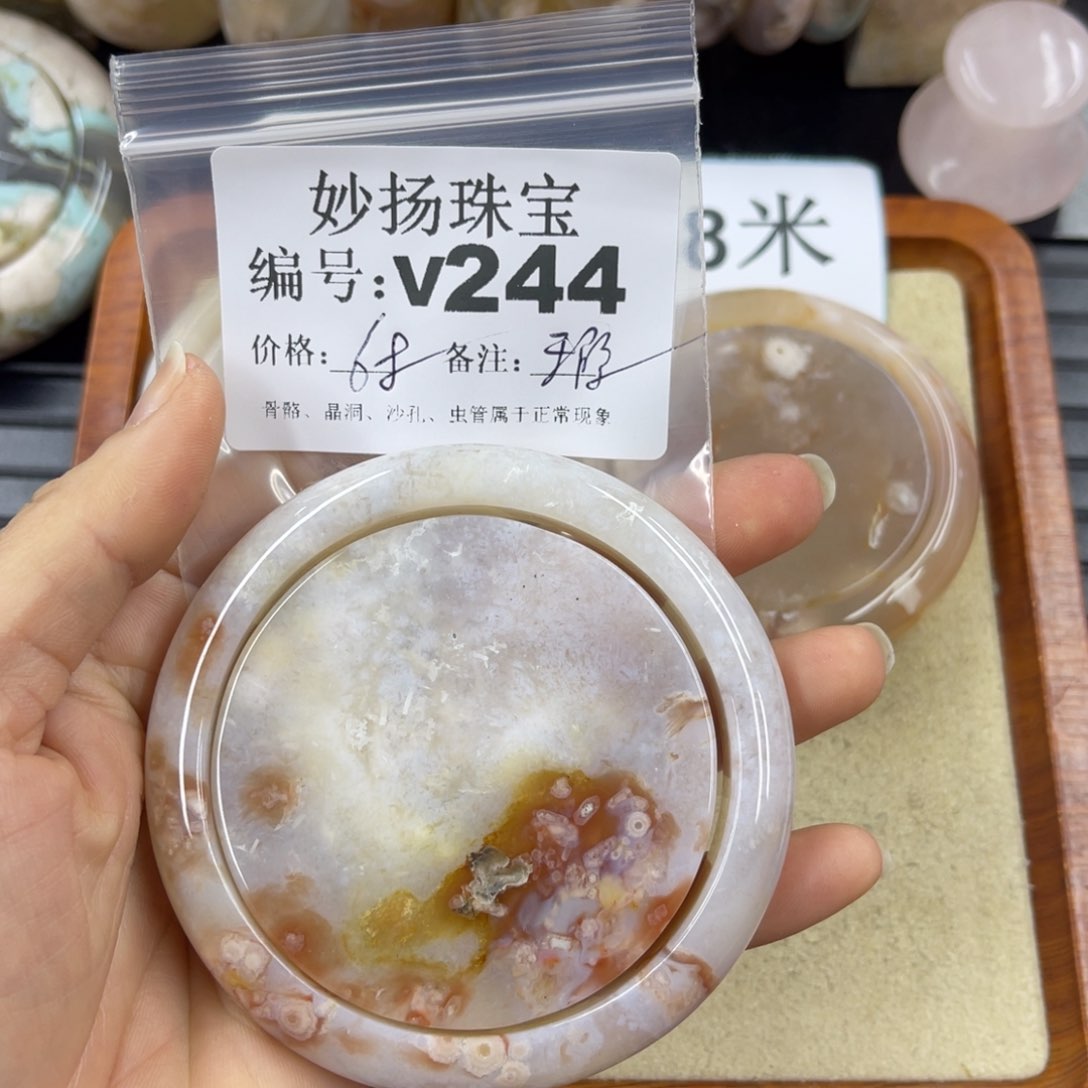 妙扬珠宝
编号:V244
8米
价格: 备注:
骨骼、晶洞、沙孔、虫管属于正常现象